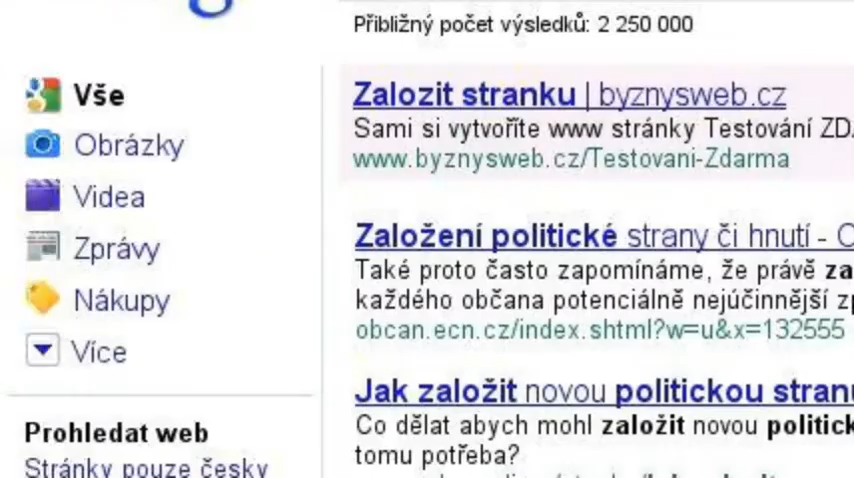 Přibližný počet výsledků: 2 250 000
Vše
Obrázky
Videa
Zprávy
Nákupy
Více
Prohledat web
Stránky pouze česky
Zalozit stranku | byznysweb.cz
Sami si vytvoříte www stránky Testování
www.byznysweb.cz/Testovani-Zdarma
Založení politické strany či hnutí -
Také proto často zapomínáme, že právě
každého občana potenciálně nejúčinnější
obcan.ecn.cz/index.shtml?w=u&x=132555
Jak založit novou politickou
Co dělat abych mohl založit novou
tomu potřeba?